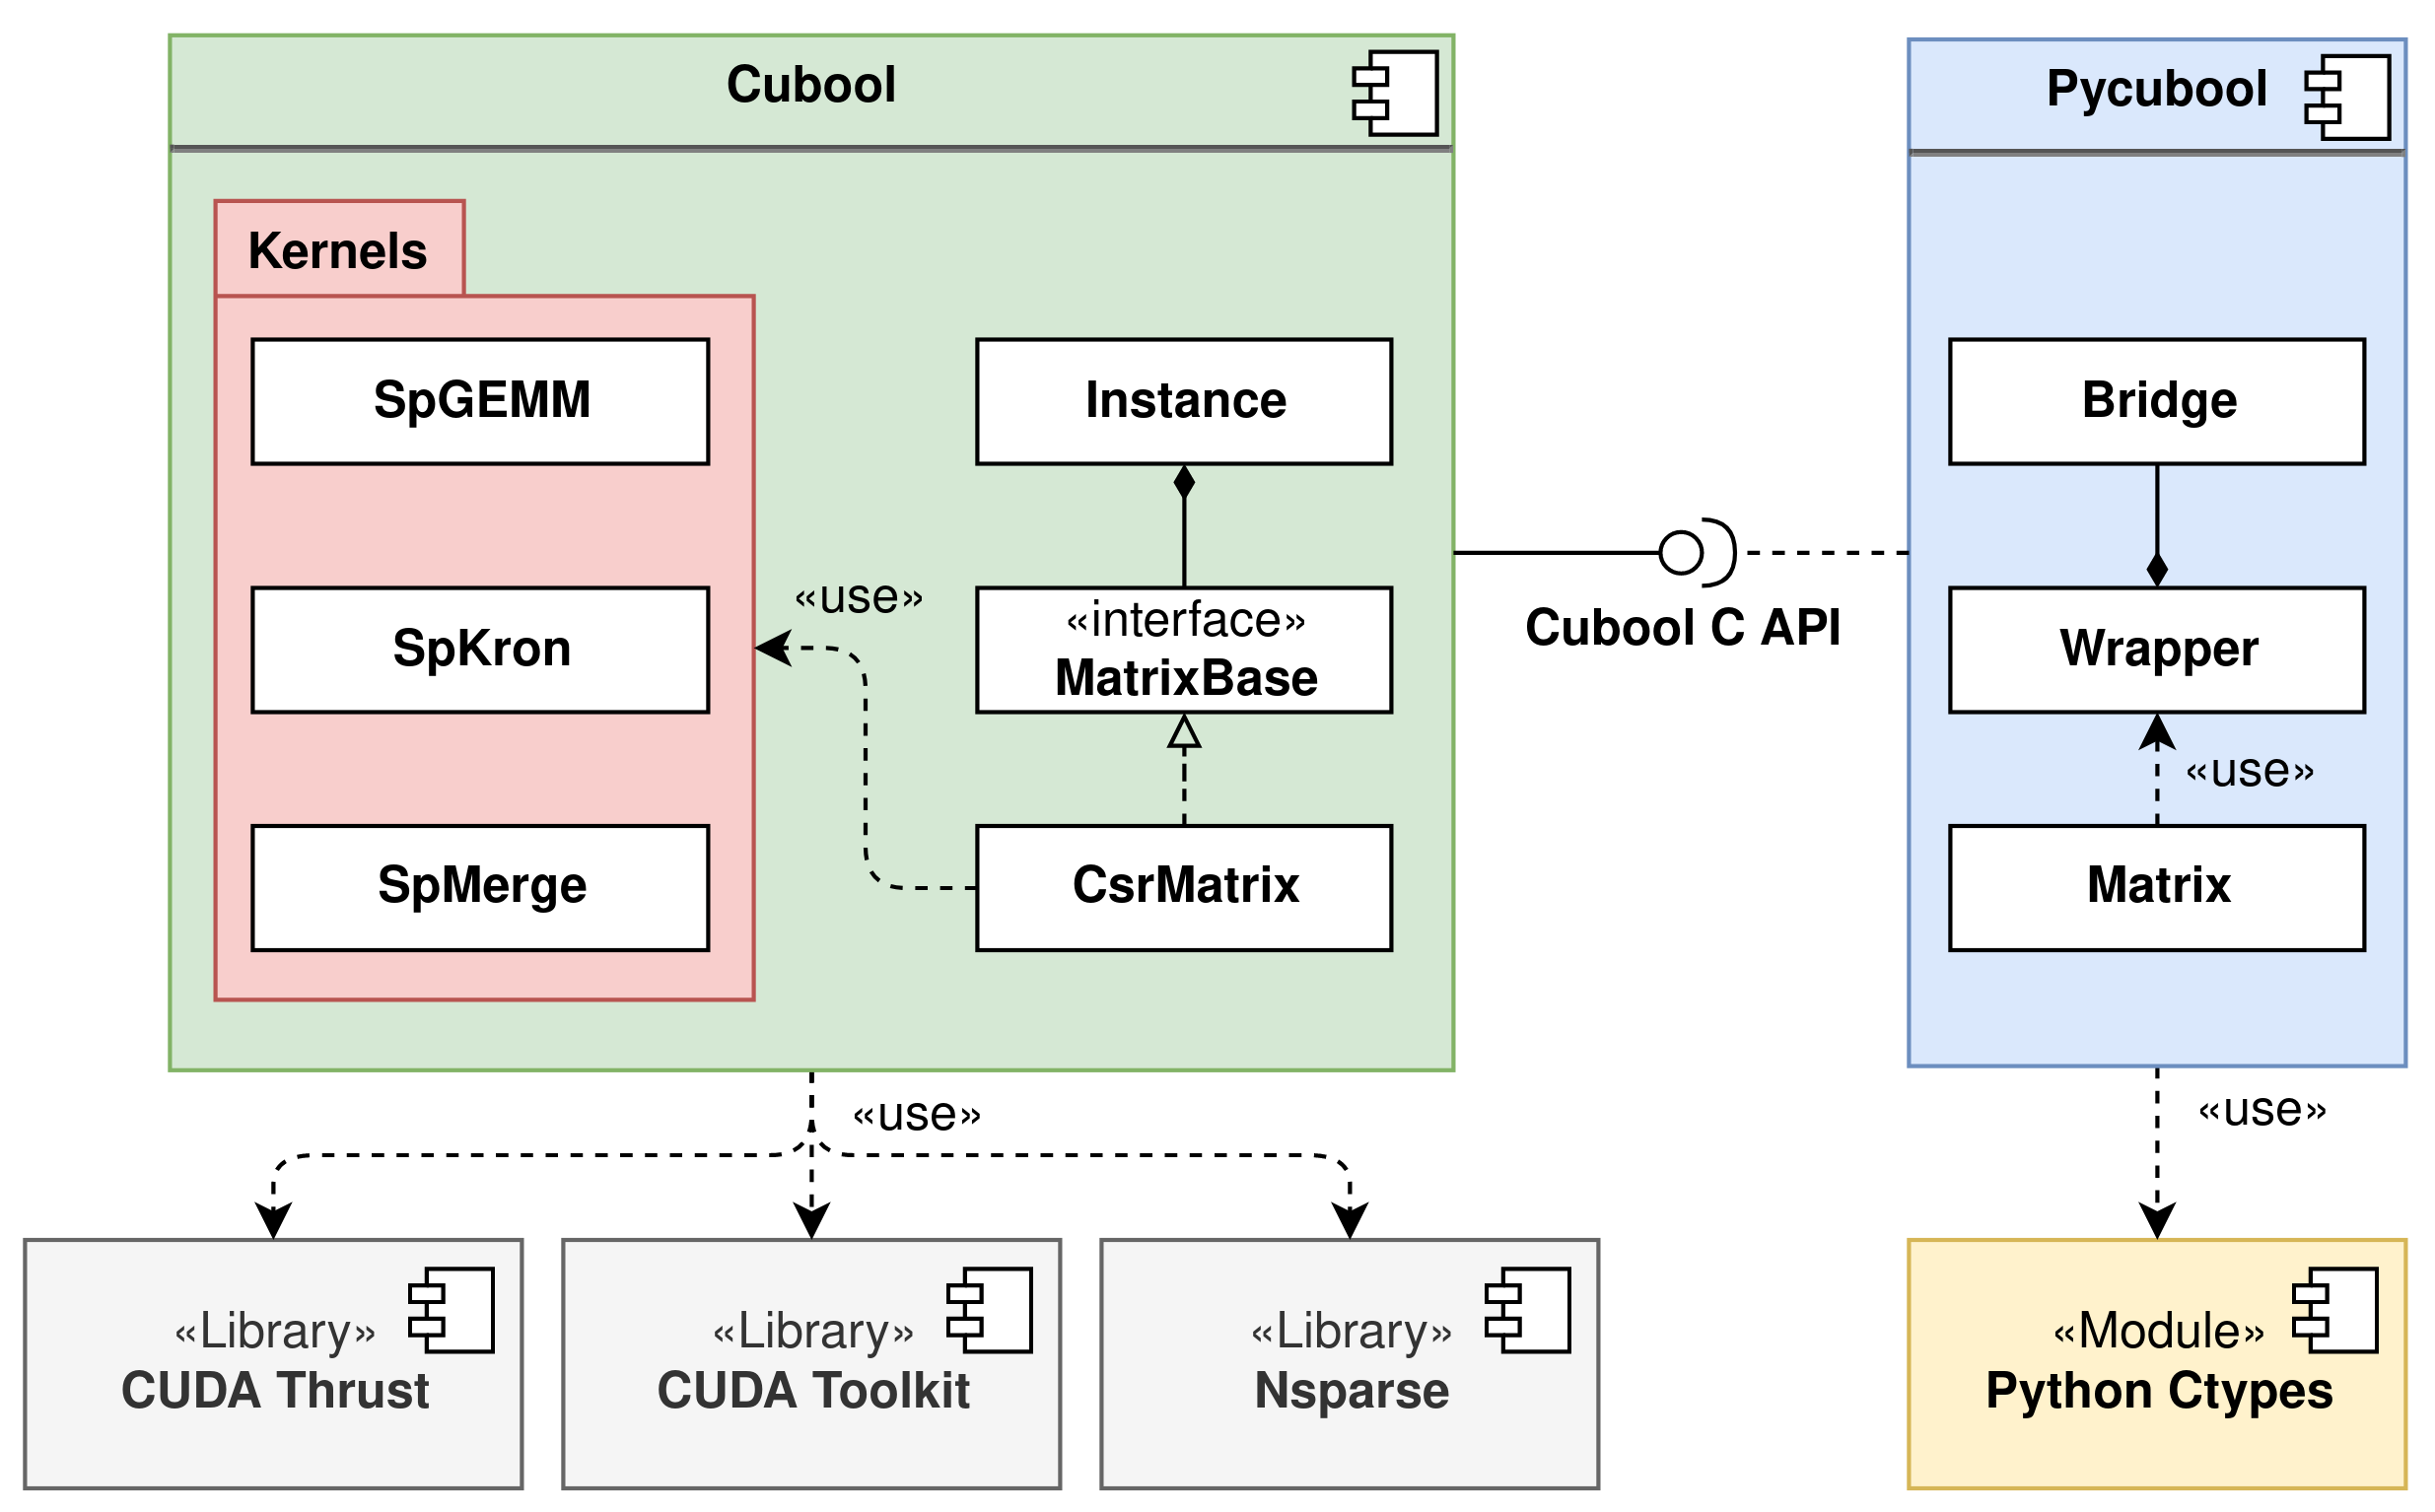 Cubool
Kernels
SpGEMM
SpKron
SpMerge
«use»
Instance
«interface»
MatrixBase
CsrMatrix
Cubool C API
Pycubool
Bridge
Wrapper
«use»
Matrix
«use»
«use»
«Library»
CUDA Thrust
«Library»
CUDA Toolkit
«Library»
Nsparse
«Module»
Python Ctypes